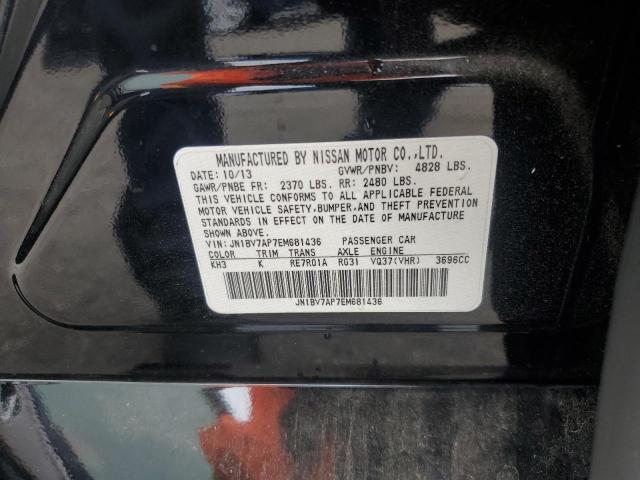 MANUFACTURED BY NISSAN MOTOR CO.,LTD.
DATE: 10/13 GVWR/PNBV: 4828 LBS.
GAWR/PNBE FR: 2370 LBS. RR: 2480 LBS.
THIS VEHICLE CONFORMS TO ALL APPLICABLE FEDERAL
MOTOR VEHICLE SAFETY,BUMPER,AND THEFT PREVENTION
STANDARDS IN EFFECT ON THE DATE OF MANUFACTURE
SHOWN ABOVE.
VIN: JN1BV7AP7EM681436 PASSENGER CAR
COLOR TRIM TRANS AXLE ENGINE
KH3 K RE7R01A RG31 VQ37(VHR) 3696CC
JN1BV7AP7EM681436